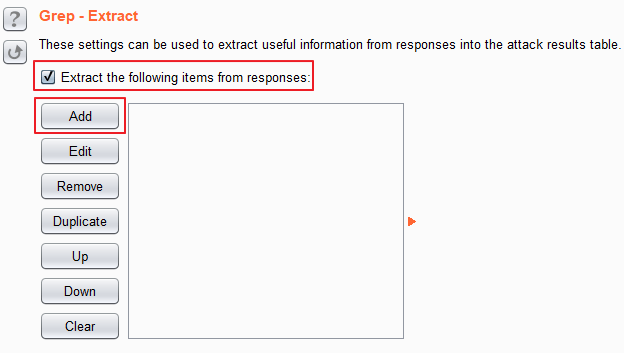 ?
Grep - Extract
These settings can be used to extract useful information from responses into the attack results table.
Extract the following items from responses:
Add
Edit
Remove
Duplicate
Up
Down
Clear